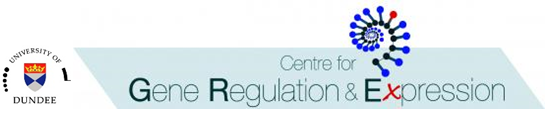 UNIVERSITY OF
DUNDEE
Centre for
Gene Regulation & Expression